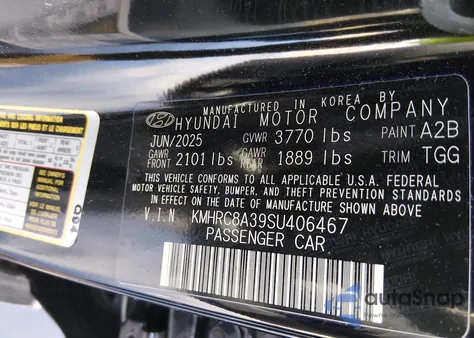 MANUFACTURED IN KOREA BY
HYUNDAI MOTOR COMPANY
JUN/2025 GVWR 3770 lbs PAINT A2B
GAWR FRONT 2101 lbs GAWR REAR 1889 lbs TRIM TGG
THIS VEHICLE CONFORMS TO ALL APPLICABLE U.S.A. FEDERAL
MOTOR VEHICLE SAFETY, BUMPER, AND THEFT PREVENTION STANDARDS
IN EFFECT ON THE DATE OF MANUFACTURE SHOWN ABOVE.
V.I.N KMHRC8A39SU406467
PASSENGER CAR
autoSnap